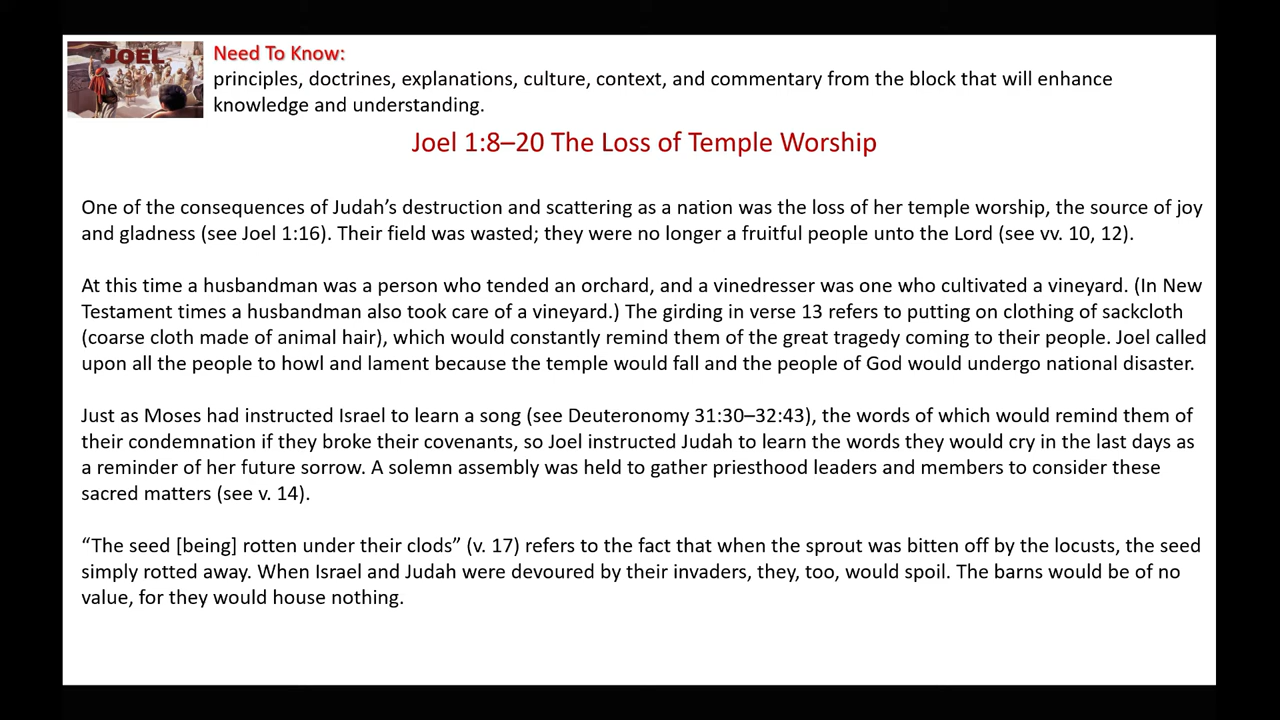 JOEL
Need To Know:
principles, doctrines, explanations, culture, context, and commentary from the block that will enhance
knowledge and understanding.
Joel 1:8–20 The Loss of Temple Worship
One of the consequences of Judah’s destruction and scattering as a nation was the loss of her temple worship, the source of joy
and gladness (see Joel 1:16). Their field was wasted; they were no longer a fruitful people unto the Lord (see vv. 10, 12).
At this time a husbandman was a person who tended an orchard, and a vinedresser was one who cultivated a vineyard. (In New
Testament times a husbandman also took care of a vineyard.) The girding in verse 13 refers to putting on clothing of sackcloth
(coarse cloth made of animal hair), which would constantly remind them of the great tragedy coming to their people. Joel called
upon all the people to howl and lament because the temple would fall and the people of God would undergo national disaster.
Just as Moses had instructed Israel to learn a song (see Deuteronomy 31:30–32:43), the words of which would remind them of
their condemnation if they broke their covenants, so Joel instructed Judah to learn the words they would cry in the last days as
a reminder of her future sorrow. A solemn assembly was held to gather priesthood leaders and members to consider these
sacred matters (see v. 14).
“The seed [being] rotten under their clods” (v. 17) refers to the fact that when the sprout was bitten off by the locusts, the seed
simply rotted away. When Israel and Judah were devoured by their invaders, they, too, would spoil. The barns would be of no
value, for they would house nothing.